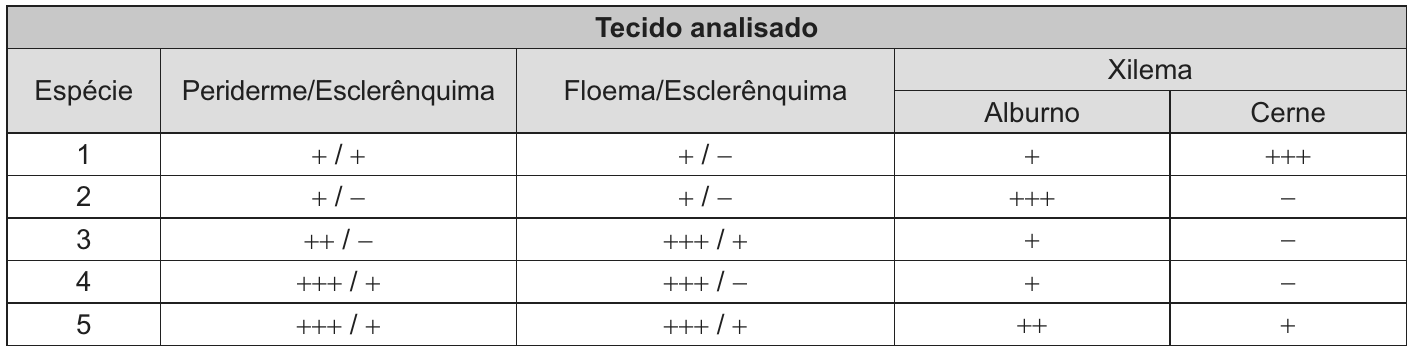 Tecido analisado
Espécie Periderme/Esclerênquima Floema/Esclerênquima Xilema
Alburno Cerne
1 + / + + / − + +++
2 + / − + / − +++ −
3 ++ / − +++ / + + −
4 +++ / + +++ / − + −
5 +++ / + +++ / + ++ +